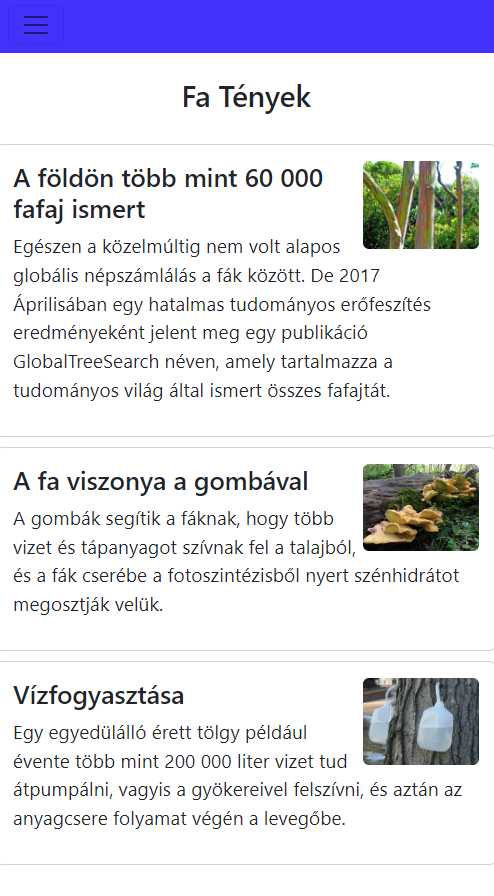 Fa Tények
A földön több mint 60 000
fafaj ismert
Egészen a közelmúltig nem volt alapos
globális népszámlálás a fák között. De 2017
Áprilisában egy hatalmas tudományos erőfeszítés
eredményeként jelent meg egy publikáció
GlobalTreeSearch néven, amely tartalmazza a
tudományos világ által ismert összes fafajtát.
A fa viszonya a gombával
A gombák segítik a fáknak, hogy több
vizet és tápanyagot szívnak fel a talajból,
és a fák cserébe a fotoszintézisből nyert szénhidrátot
megosztják velük.
Vízfogyasztása
Egy egyedülálló érett tölgy például
évente több mint 200 000 liter vizet tud
átpumpálni, vagyis a gyökereivel felszívni, és aztán az
anyagcsere folyamat végén a levegőbe.